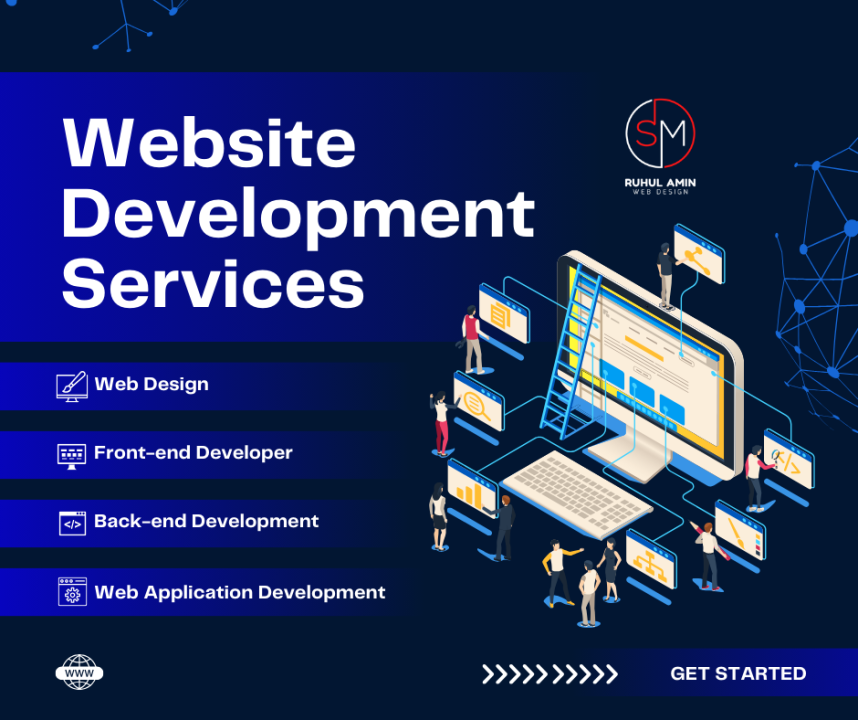 Website
Development
Services
SM
RUHUL AMIN
WEB DESIGN
Web Design
Front-end Developer
Back-end Development
Web Application Development
WWW
GET STARTED